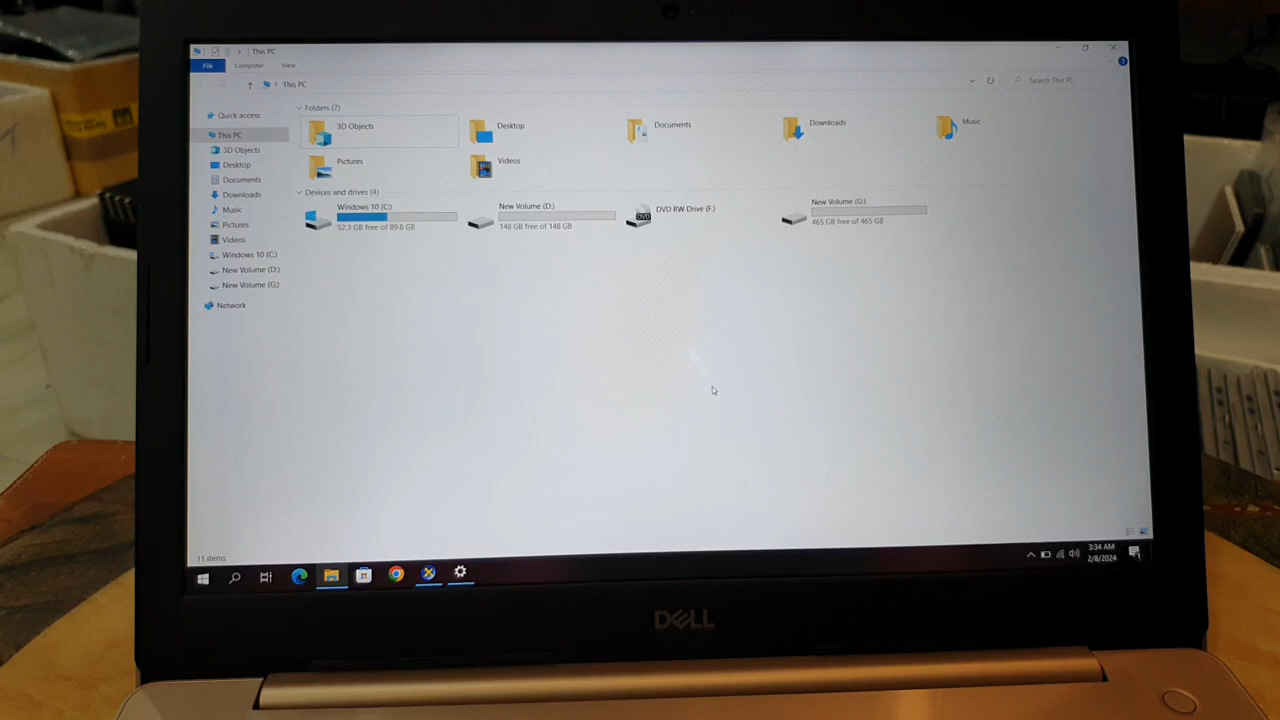 This PC
File Computer View
This PC
Search This PC
Quick access
This PC
3D Objects
Desktop
Documents
Downloads
Music
Pictures
Videos
Windows 10 (C:)
New Volume (D:)
New Volume (G:)
Network
Folders (7)
3D Objects Desktop Documents Downloads Music
Pictures Videos
Devices and drives (4)
Windows 10 (C:) New Volume (D:) DVD RW Drive (F:) New Volume (G:)
52.3 GB free of 89.8 GB 148 GB free of 148 GB 465 GB free of 465 GB
DVD
11 items
3:34 AM
2/8/2024
DELL